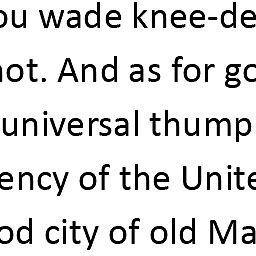 ou wade knee-de
not. And as for go
universal thump
ency of the Unite
od city of old Ma